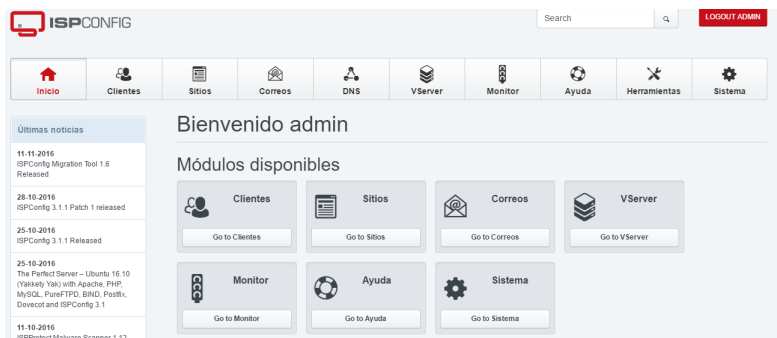 ISPCONFIG
Search
LOGOUT ADMIN
Inicio
Clientes
Sitios
Correos
DNS
VServer
Monitor
Ayuda
Herramientas
Sistema
Últimas noticias
11-11-2016
ISPConfig Migration Tool 1.6
Released
28-10-2016
ISPConfig 3.1.1 Patch 1 released
25-10-2016
ISPConfig 3.1.1 Released
25-10-2016
The Perfect Server – Ubuntu 16.10
(Yakkety Yak) with Apache, PHP,
MySQL, PureFTPD, BIND, Postfix,
Dovecot and ISPConfig 3.1
11-10-2016
ISPProtect Malware Scanner 1.12
Bienvenido admin
Módulos disponibles
Clientes
Go to Clientes
Sitios
Go to Sitios
Correos
Go to Correos
VServer
Go to VServer
Monitor
Go to Monitor
Ayuda
Go to Ayuda
Sistema
Go to Sistema